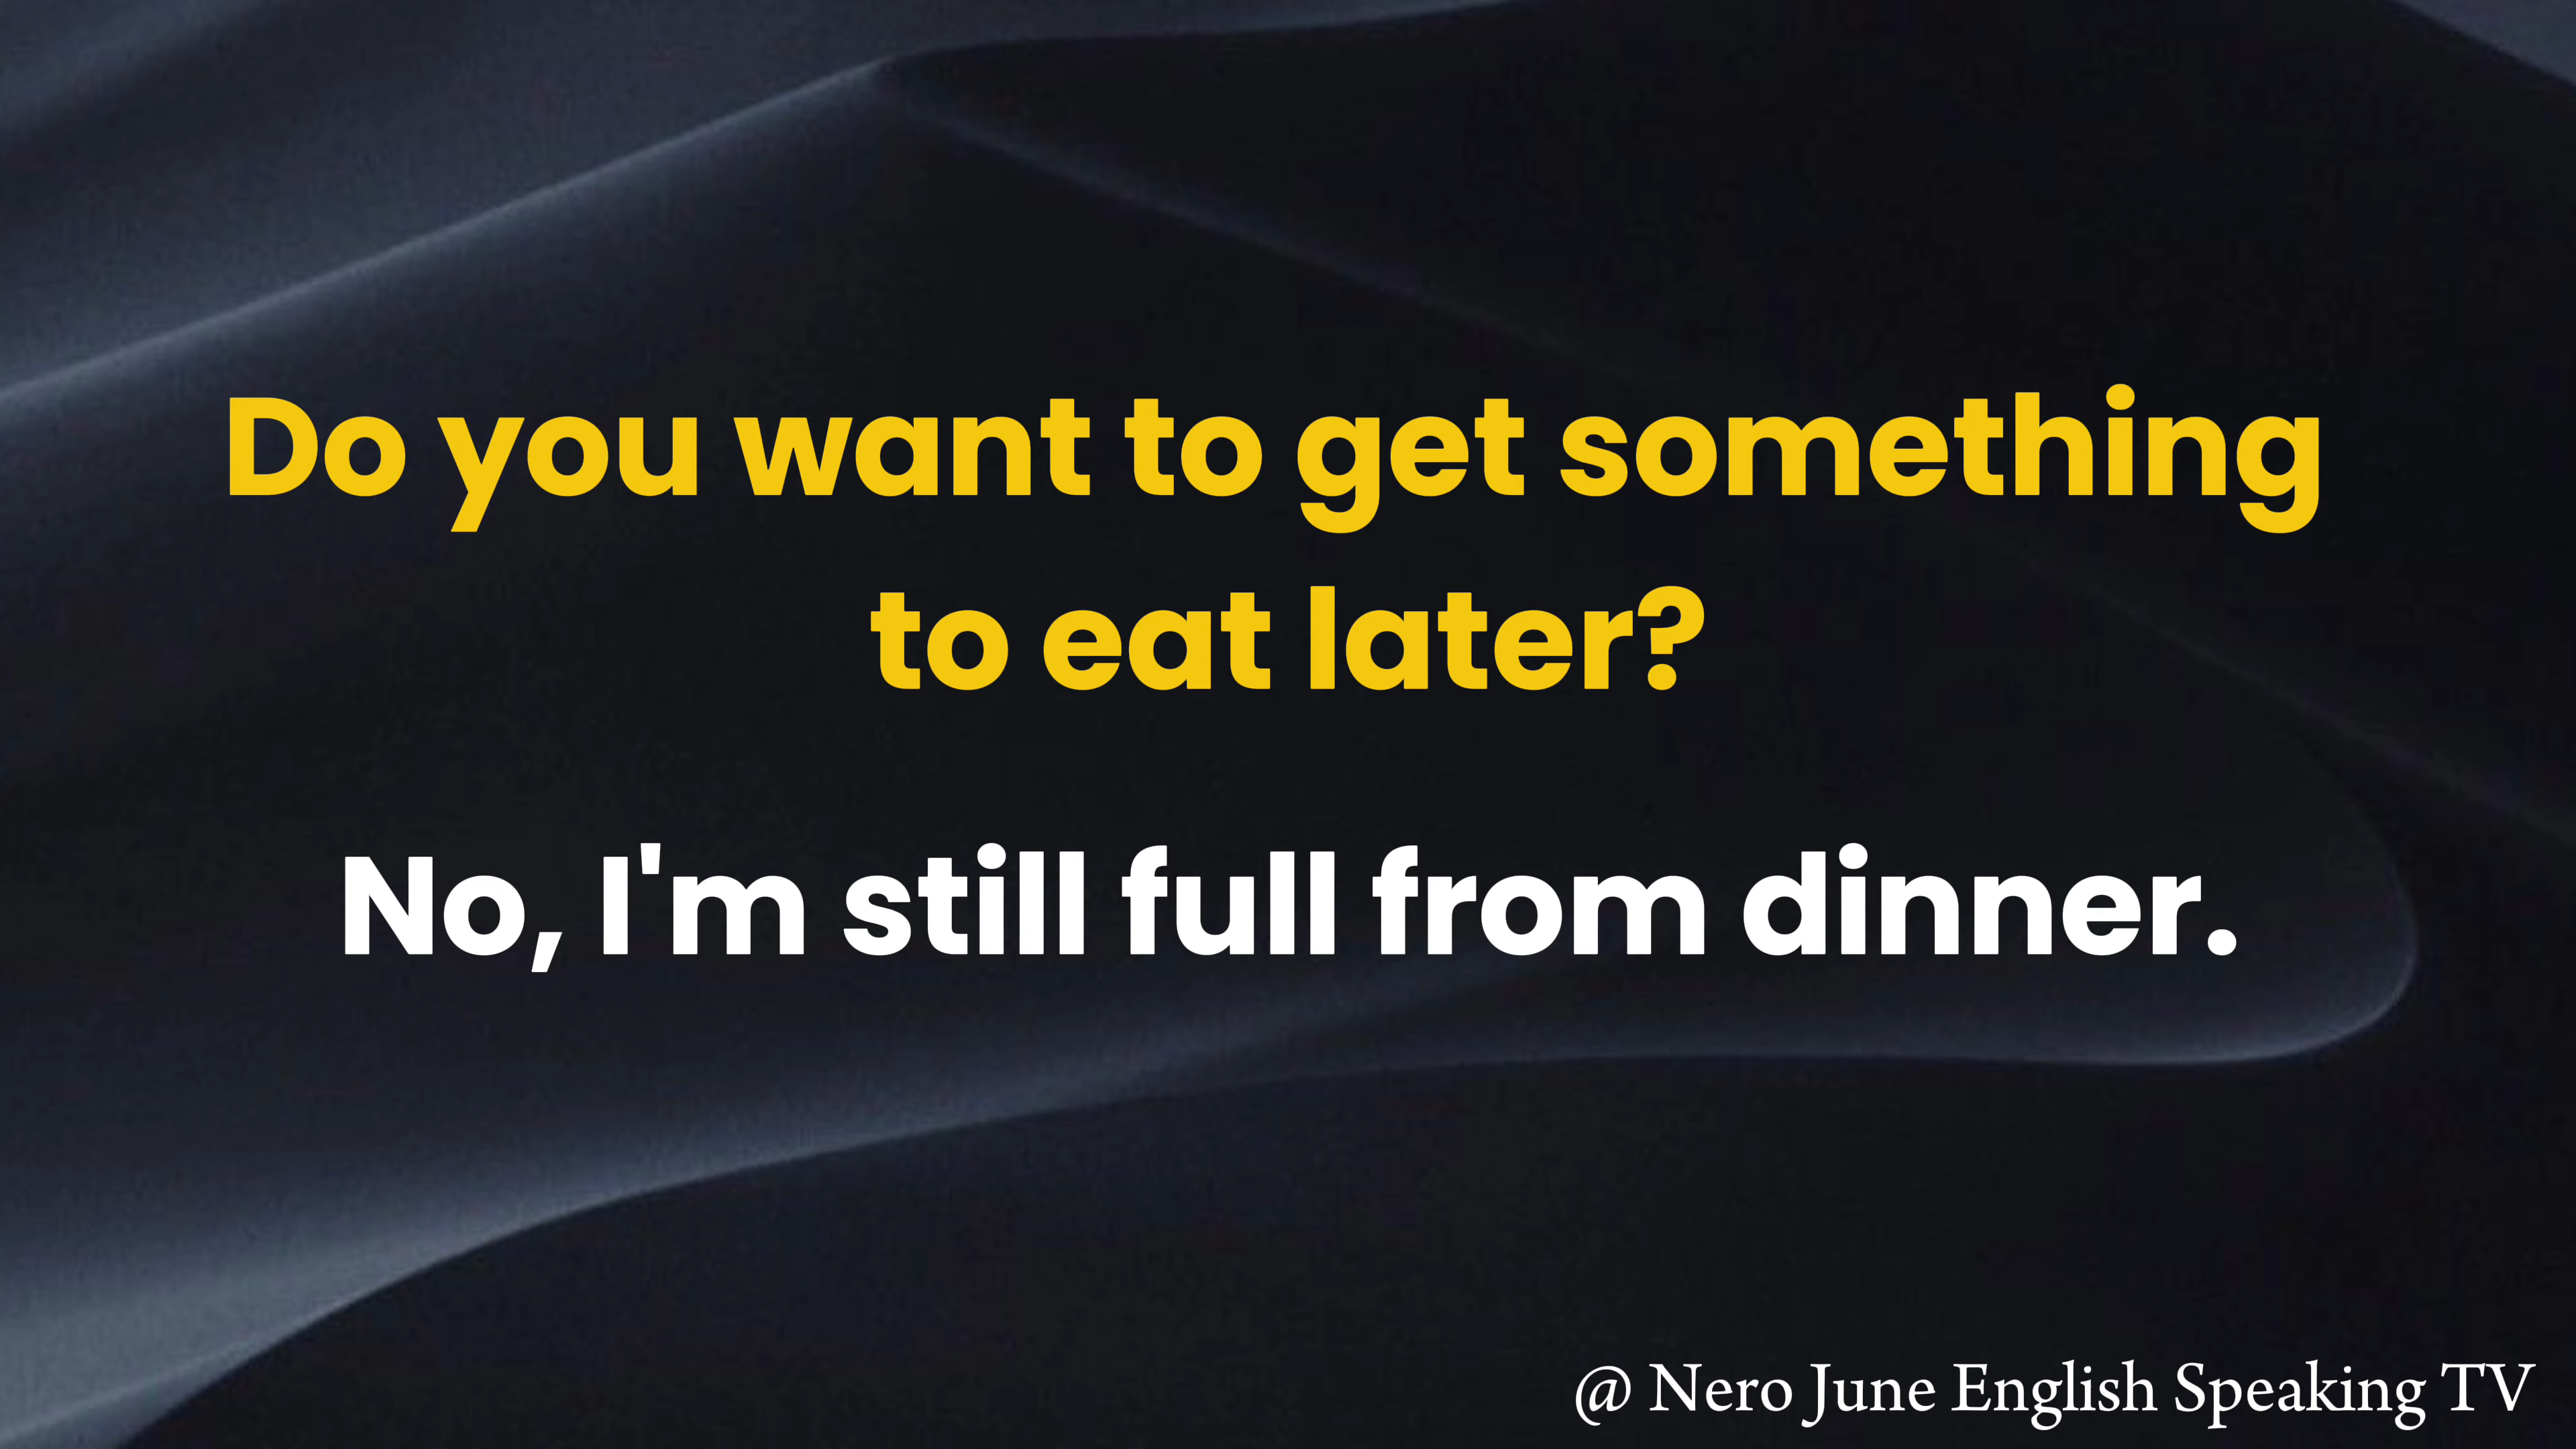 Do you want to get something
to eat later?
No, I'm still full from dinner.
@ Nero June English Speaking TV